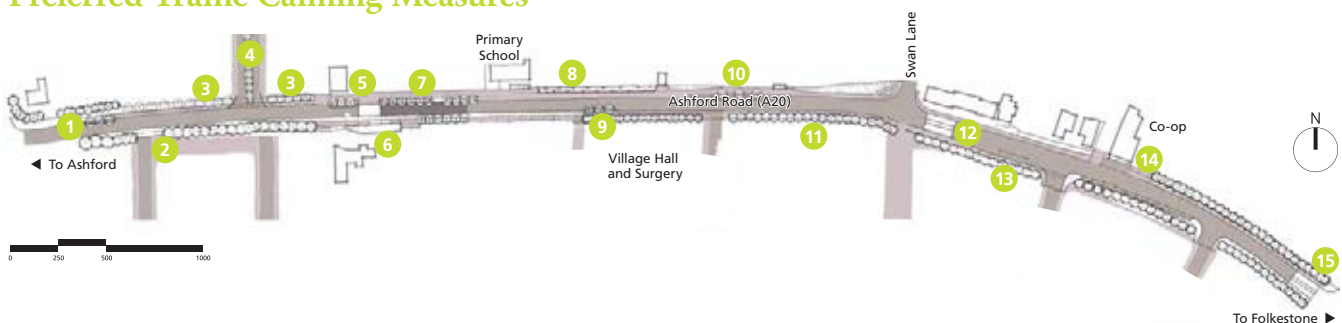 Preferred Traffic Calming Measures
Primary
School
Swan Lane
4
3
3
5
7
8
10
Ashford Road (A20)
1
2
6
9
11
12
13
14
15
Co-op
N
◄ To Ashford
Village Hall
and Surgery
0 250 500 1000
To Folkestone ►